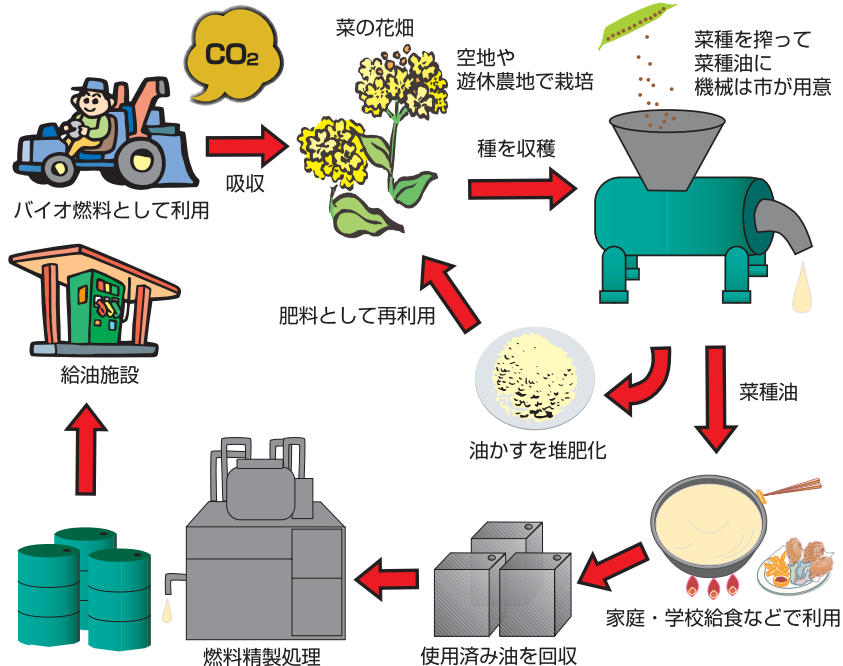 CO2
菜の花畑
空地や
遊休農地で栽培
菜種を搾って
菜種油に
機械は市が用意
バイオ燃料として利用
吸収
種を収穫
肥料として再利用
給油施設
油かすを堆肥化
菜種油
家庭・学校給食などで利用
使用済み油を回収
燃料精製処理